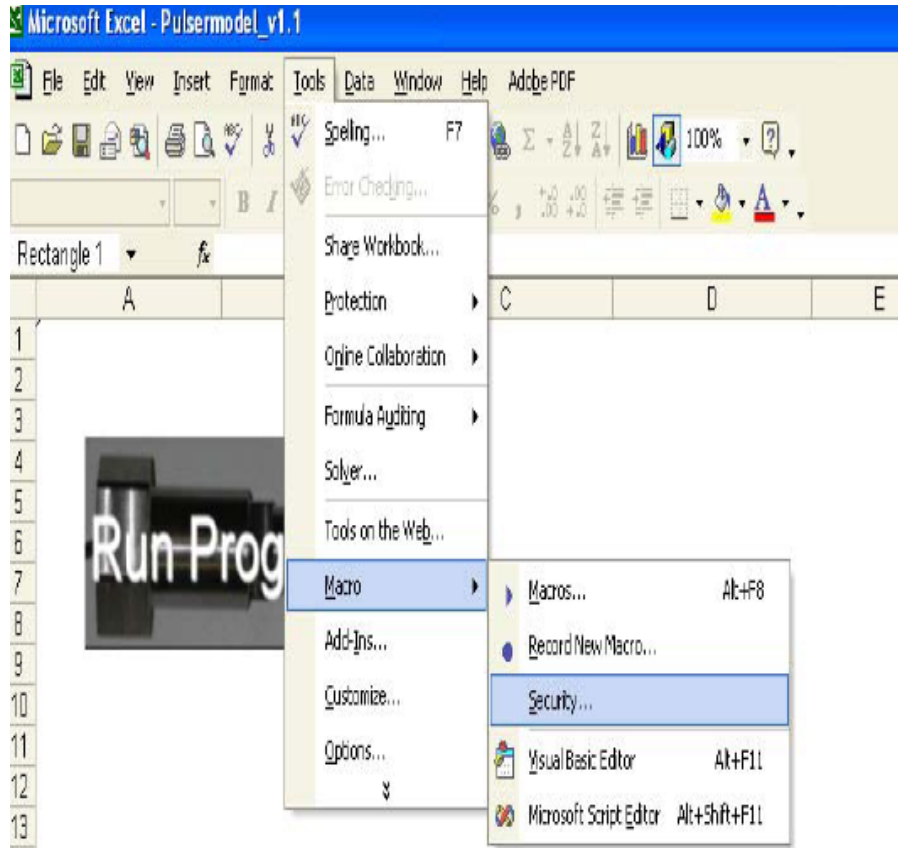 Microsoft Excel - Pulsermodel_v1.1
File Edit View Insert Format Tools Data Window Help Adobe PDF
100%
B I
Rectangle 1 fx
A C D E
1
2
3
4
5
6
7
8
9
10
11
12
13
Run Prog
Spelling... F7
Error Checking...
Share Workbook...
Protection
Online Collaboration
Formula Auditing
Solver...
Tools on the Web...
Macro
Add-Ins...
Customize...
Options...
Macros... Alt+F8
Record New Macro...
Security...
Visual Basic Editor Alt+F11
Microsoft Script Editor Alt+Shift+F11